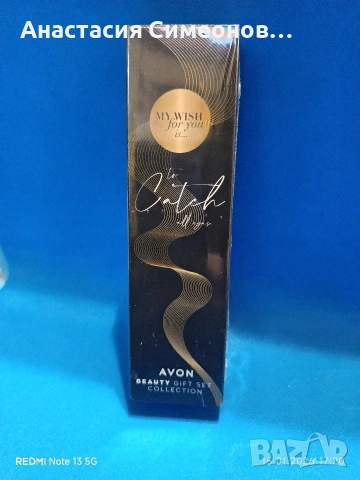 Анастасия Симеонов...
MY WISH
for you
is...
to
Catch
all eyes
AVON
BEAUTY GIFT SET
COLLECTION
REDMI Note 13 5G
BAZAR